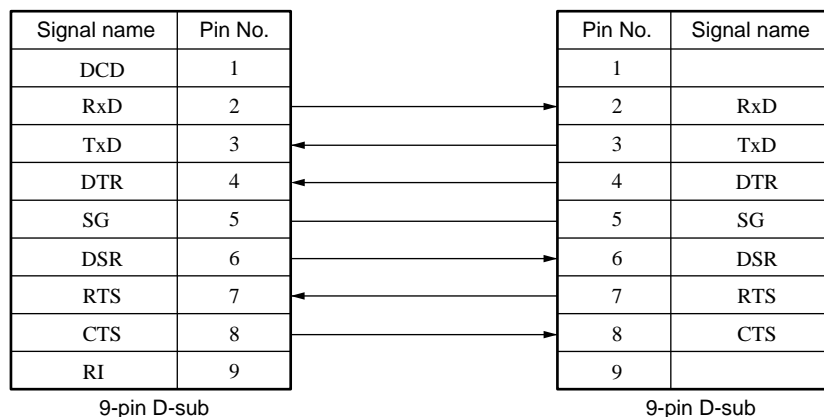 Signal name Pin No. Pin No. Signal name
DCD 1 1
RxD 2 2 RxD
TxD 3 3 TxD
DTR 4 4 DTR
SG 5 5 SG
DSR 6 6 DSR
RTS 7 7 RTS
CTS 8 8 CTS
RI 9 9
9-pin D-sub 9-pin D-sub